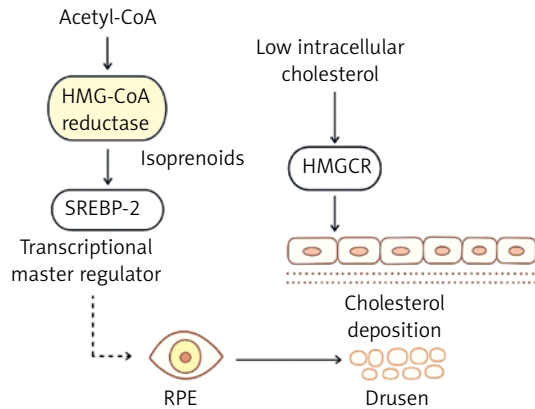 Acetyl-CoA
HMG-CoA
reductase
Isoprenoids
SREBP-2
Transcriptional
master regulator
Low intracellular
cholesterol
HMGCR
Cholesterol
deposition
RPE
Drusen